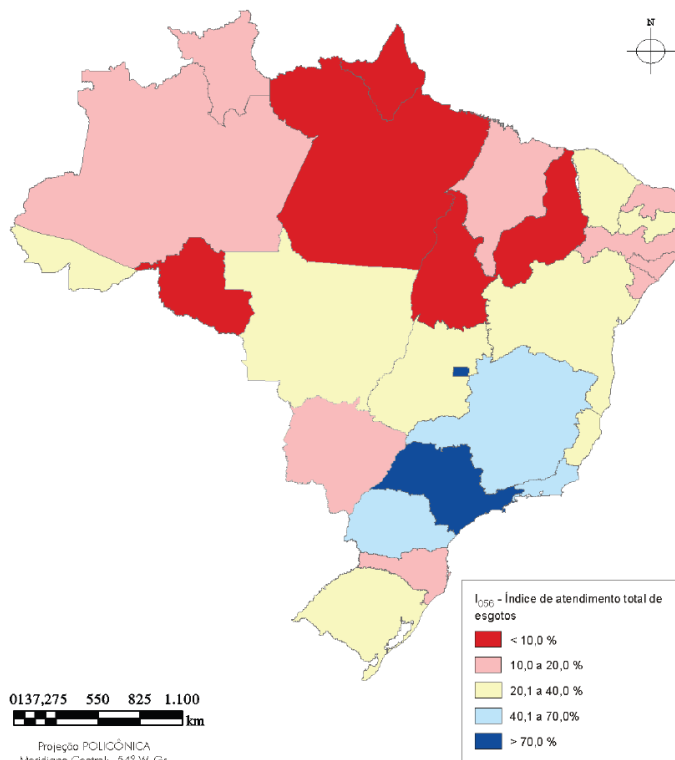 N
I056 - Índice de atendimento total de
esgotos
< 10,0 %
10,0 a 20,0 %
20,1 a 40,0 %
40,1 a 70,0%
> 70,0 %
0137,275 550 825 1.100
km
Projeção POLICÔNICA